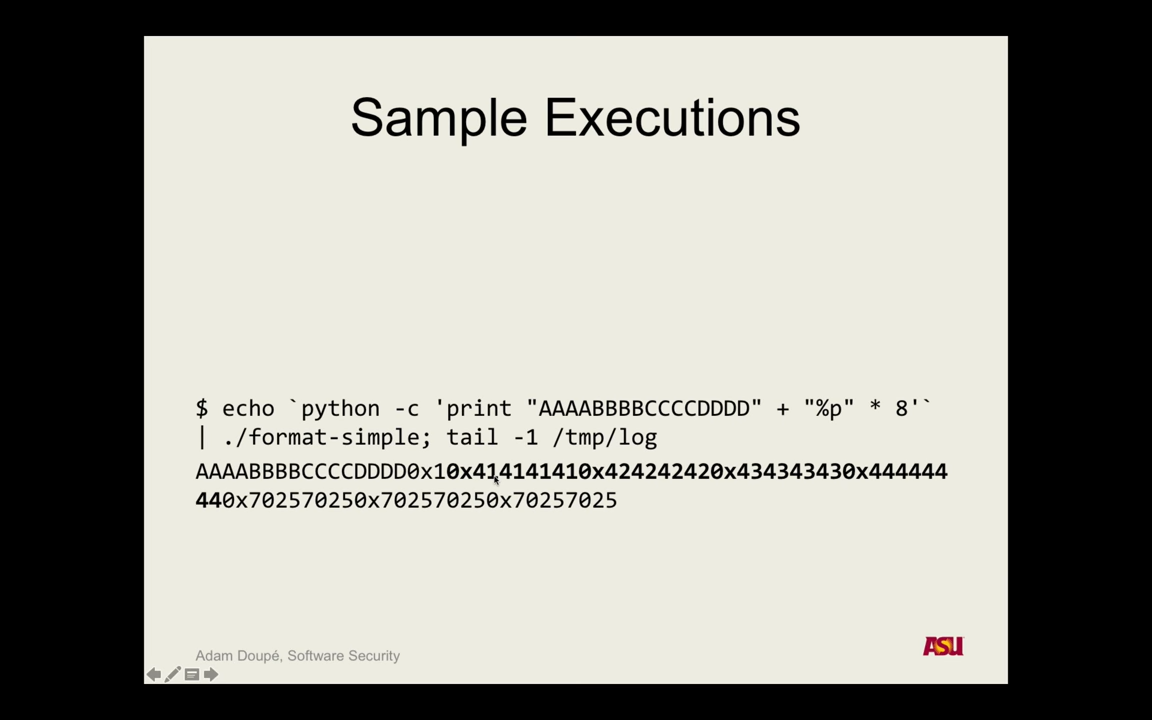 Sample Executions
$ echo `python -c 'print "AAAABBBBCCCCDDDD" + "%p" * 8'`
| ./format-simple; tail -1 /tmp/log
AAAABBBBCCCCDDDD0x10x414141410x424242420x434343430x444444
440x702570250x702570250x70257025
Adam Doupé, Software Security
ASU